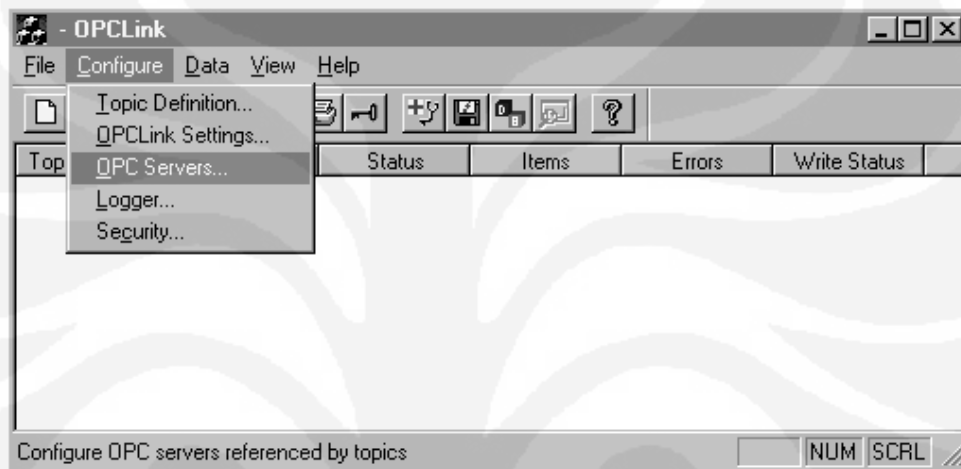 - OPCLink
File Configure Data View Help
Topic Definition...
OPCLink Settings...
OPC Servers...
Logger...
Security...
Top Status Items Errors Write Status
Configure OPC servers referenced by topics NUM SCRL